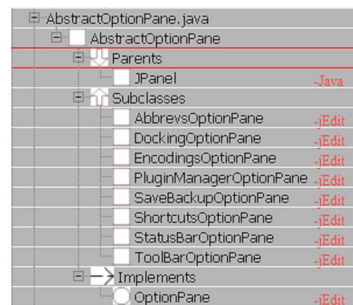 AbstractOptionPane.java
AbstractOptionPane
Parents
JPanel -Java
Subclasses
AbbrevsOptionPane -jEdit
DockingOptionPane -jEdit
EncodingsOptionPane -jEdit
PluginManagerOptionPane -jEdit
SaveBackupOptionPane -jEdit
ShortcutsOptionPane -jEdit
StatusBarOptionPane -jEdit
ToolBarOptionPane -jEdit
Implements
OptionPane -jEdit